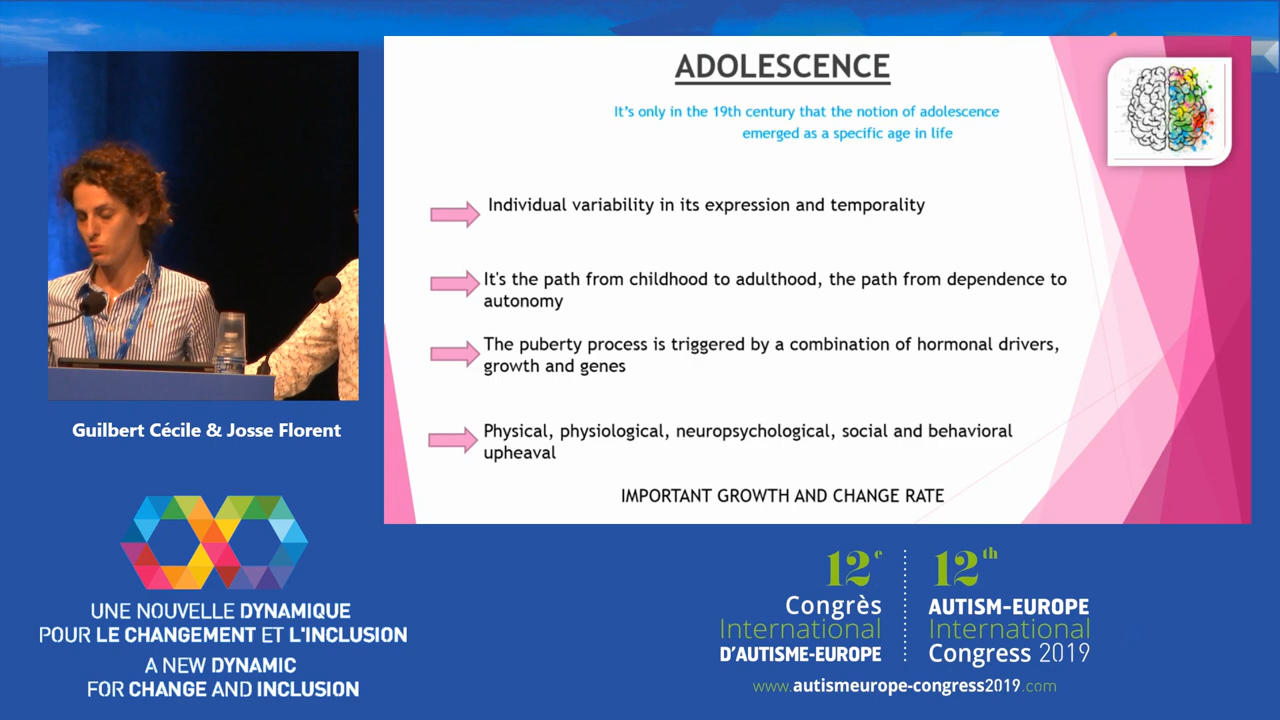 ADOLESCENCE
It's only in the 19th century that the notion of adolescence
emerged as a specific age in life
Individual variability in its expression and temporality
It's the path from childhood to adulthood, the path from dependence to
autonomy
The puberty process is triggered by a combination of hormonal drivers,
growth and genes
Physical, physiological, neuropsychological, social and behavioral
upheaval
IMPORTANT GROWTH AND CHANGE RATE
Guilbert Cécile & Josse Florent
UNE NOUVELLE DYNAMIQUE
POUR LE CHANGEMENT ET L'INCLUSION
A NEW DYNAMIC
FOR CHANGE AND INCLUSION
12e
Congrès
International
D'AUTISME-EUROPE
12th
AUTISM-EUROPE
International
Congress 2019
www.autismeurope-congress2019.com